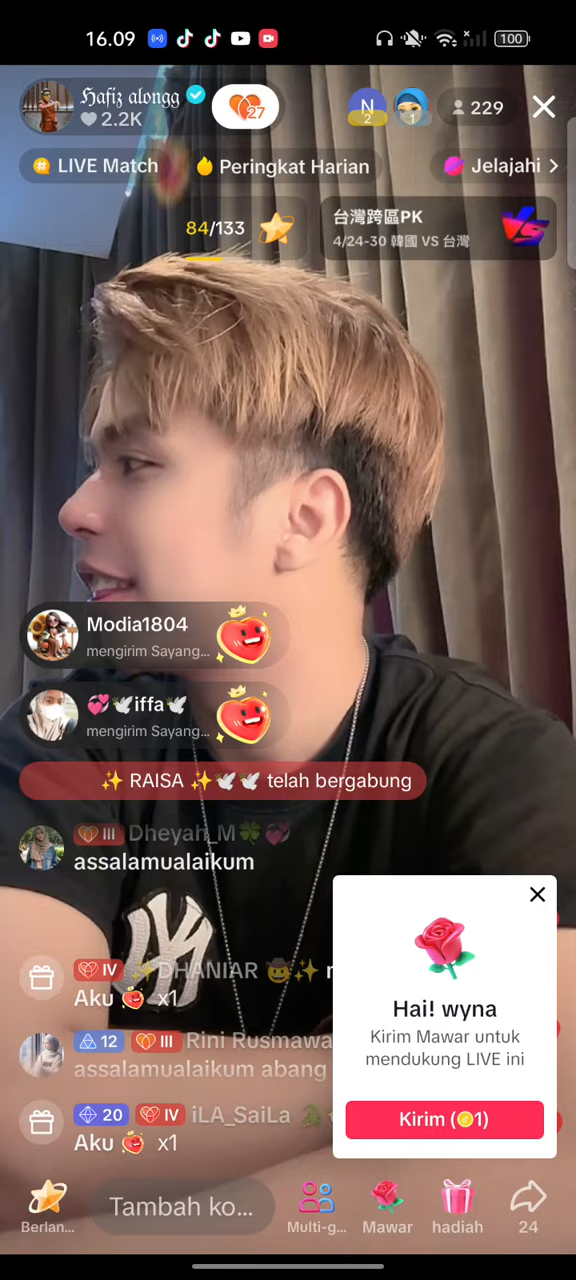 16.09
100
Hafiz alongg
2.2K
27
N
2
1
229
LIVE Match
Peringkat Harian
Jelajahi
84/133
台灣跨區PK
4/24-30 韓國 VS 台灣
VS
Modia1804
mengirim Sayang...
💞🕊iffa🕊
mengirim Sayang...
✨ RAISA ✨🕊🕊 telah bergabung
III Dheyah_M🍀💞
assalamualaikum
NY
IV ✨DHANIAR 🤠✨
Aku x1
12 III Rini Rusmawa
assalamualaikum abang
20 IV iLA_SaiLa
Aku x1
Hai! wyna
Kirim Mawar untuk
mendukung LIVE ini
Kirim (1)
Berlan...
Tambah ko...
Multi-g...
Mawar
hadiah
24